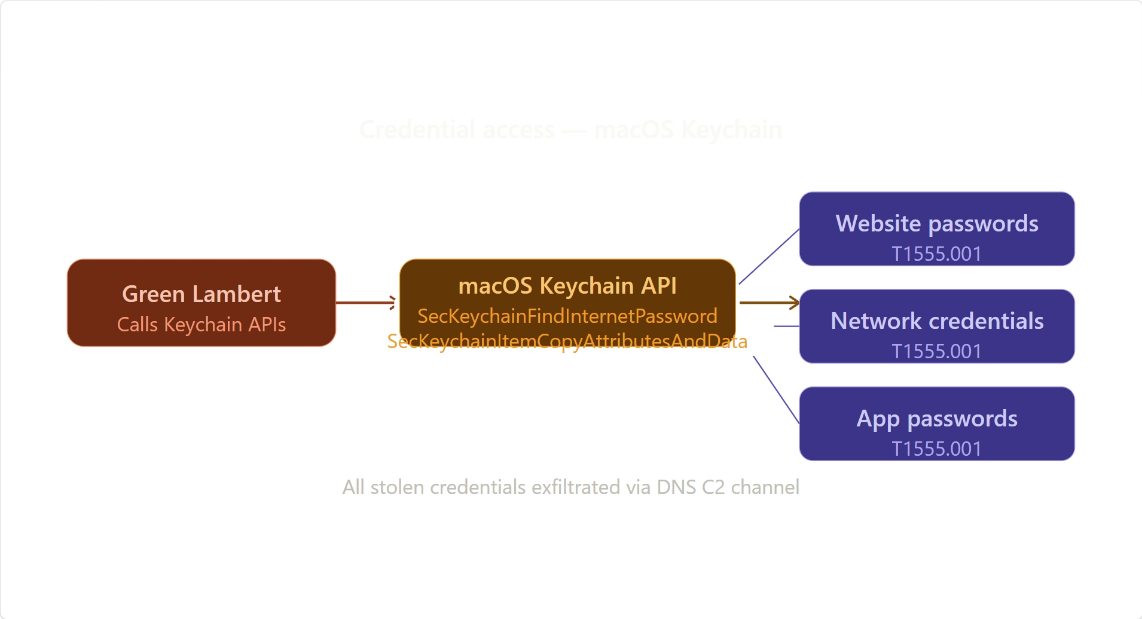 Credential access — macOS Keychain
Green Lambert
Calls Keychain APIs
macOS Keychain API
SecKeychainFindInternetPassword
SecKeychainItemCopyAttributesAndData
Website passwords
T1555.001
Network credentials
T1555.001
App passwords
T1555.001
All stolen credentials exfiltrated via DNS C2 channel